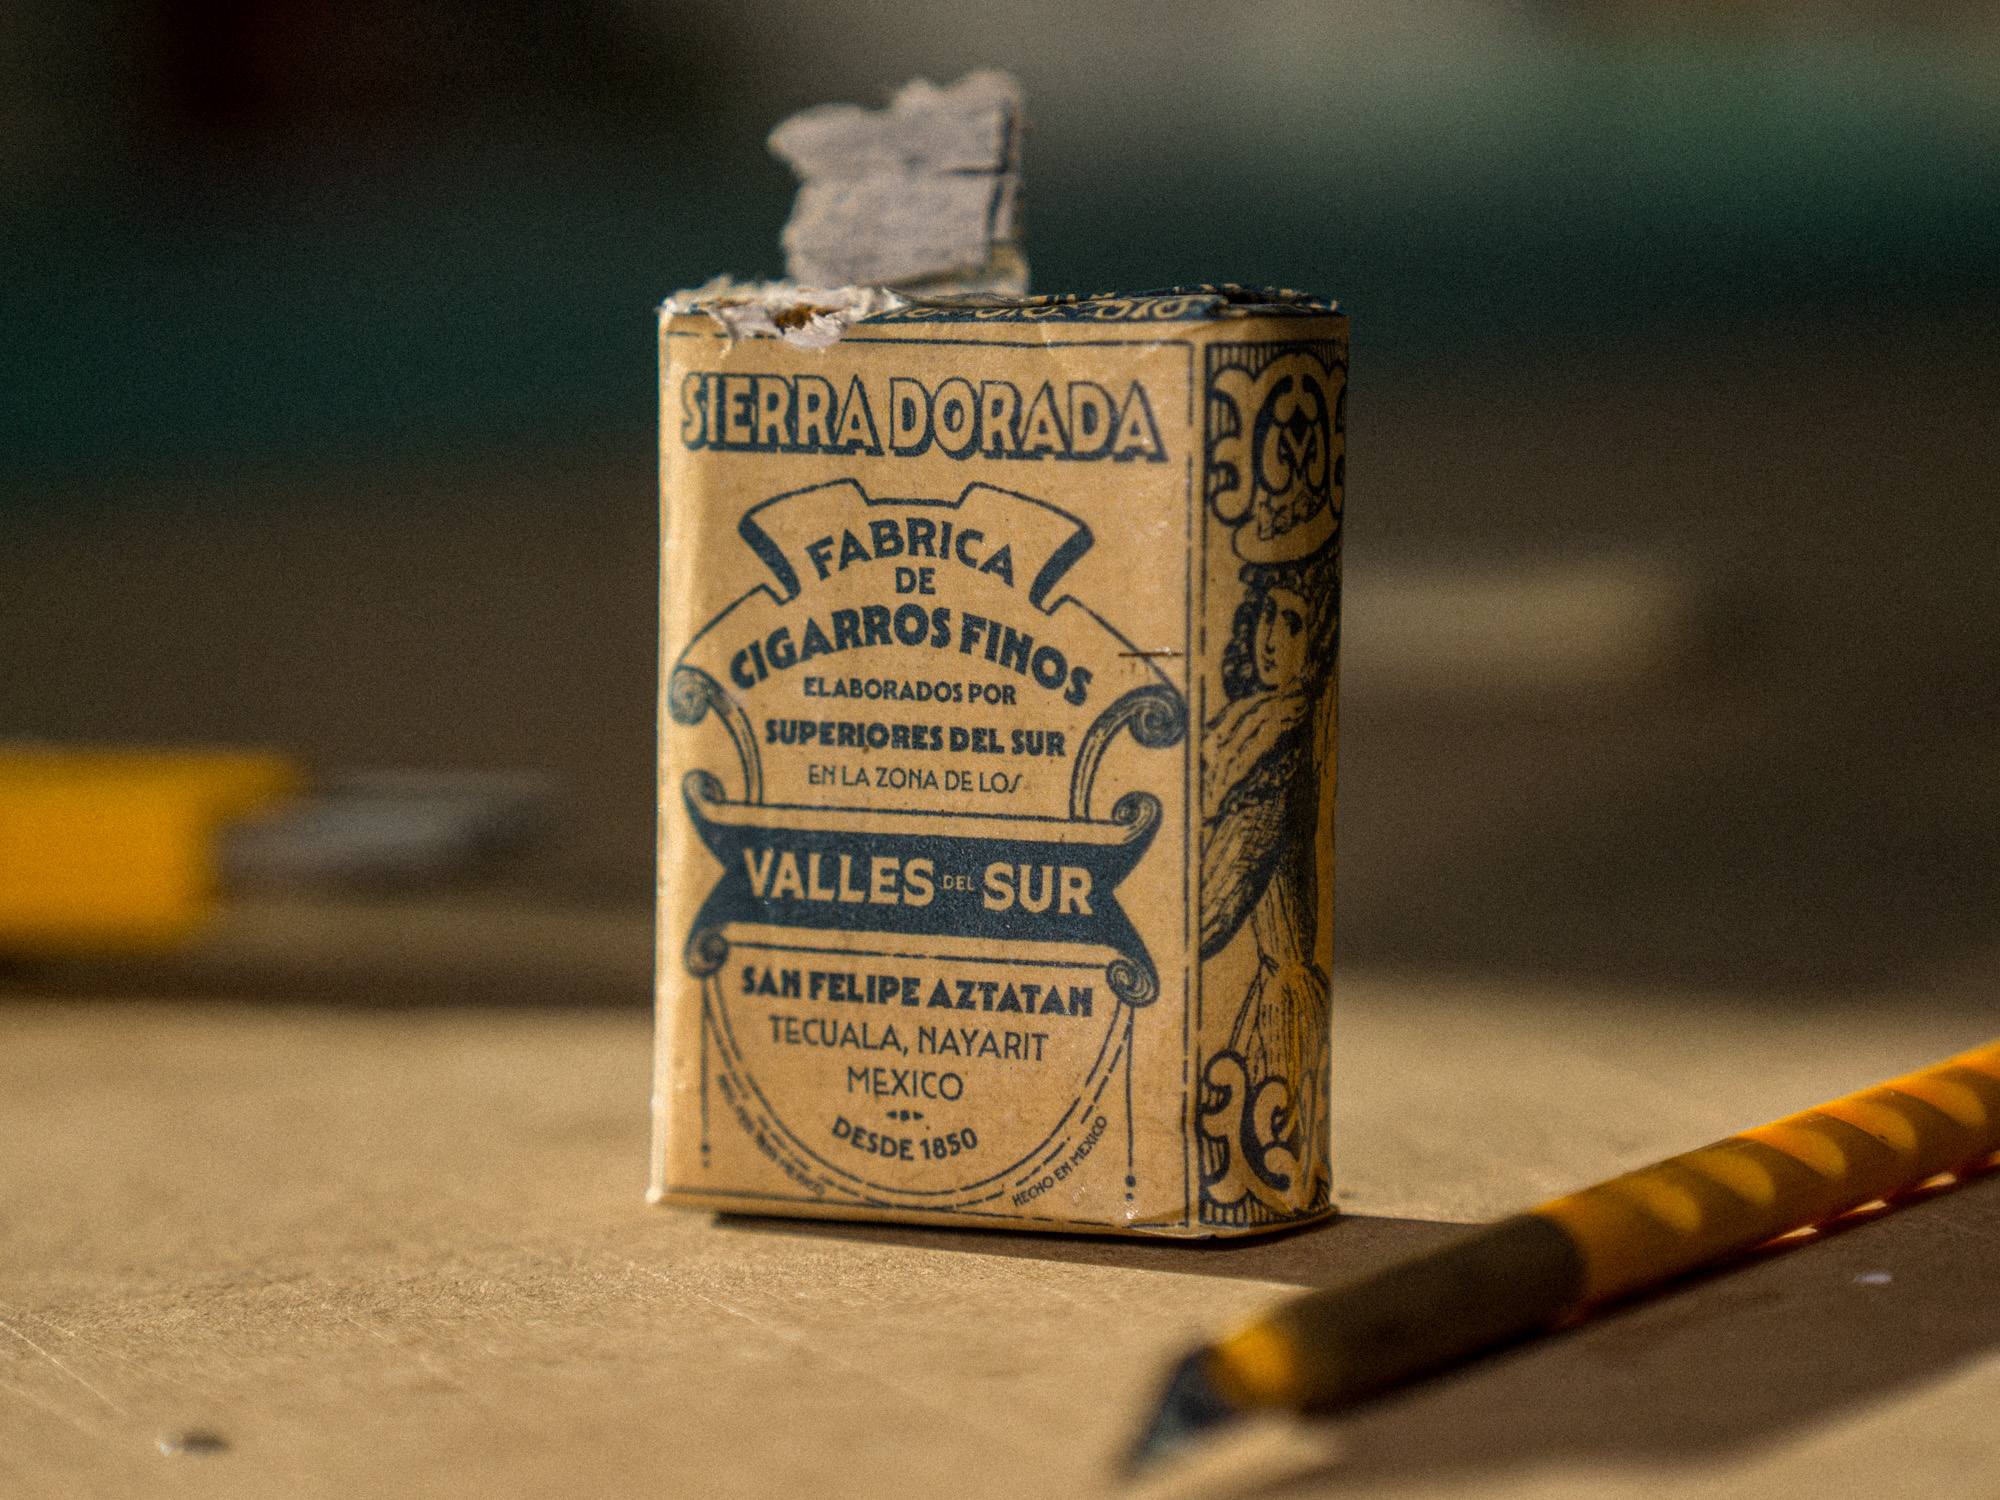 SIERRA DORADA
FABRICA
DE
CIGARROS FINOS
ELABORADOS POR
SUPERIORES DEL SUR
EN LA ZONA DE LOS
VALLES DEL SUR
SAN FELIPE AZTATAN
TECUALA, NAYARIT
MEXICO
DESDE 1850
HECHO EN MEXICO